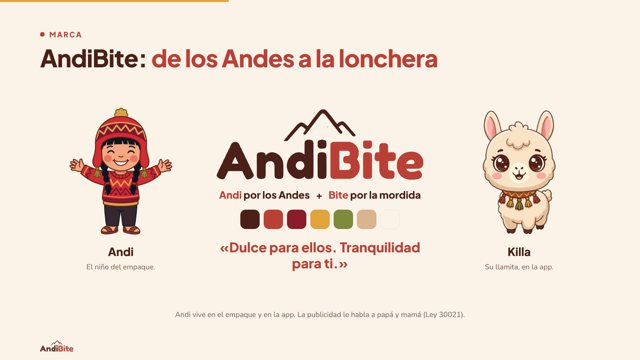 MARCA
AndiBite: de los Andes a la lonchera
AndiBite
Andi por los Andes + Bite por la mordida
«Dulce para ellos. Tranquilidad
para ti.»
Andi
El niño del empaque.
Killa
Su llamita, en la app.
Andi vive en el empaque y en la app. La publicidad le habla a papá y mamá (Ley 30021).
AndiBite